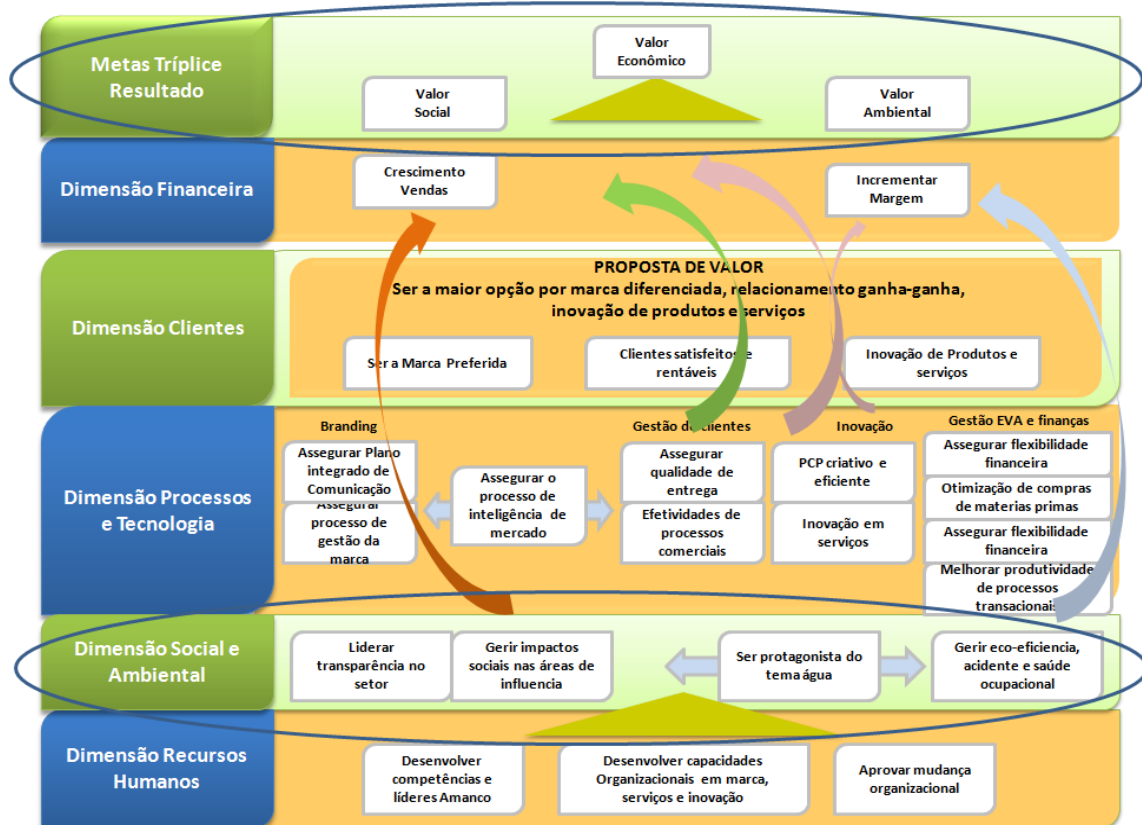 Metas Tríplice
Resultado
Valor
Econômico
Valor
Social
Valor
Ambiental
Dimensão Financeira
Crescimento
Vendas
Incrementar
Margem
Dimensão Clientes
PROPOSTA DE VALOR
Ser a maior opção por marca diferenciada, relacionamento ganha-ganha,
inovação de produtos e serviços
Ser a Marca Preferida
Clientes satisfeitos e
rentáveis
Inovação de Produtos e
serviços
Dimensão Processos
e Tecnologia
Branding
Assegurar Plano
integrado de
Comunicação
Assegurar
processo de
gestão da
marca
Assegurar o
processo de
inteligência de
mercado
Gestão de clientes
Assegurar
qualidade de
entrega
Efetividades de
processos
comerciais
Inovação
PCP criativo e
eficiente
Inovação em
serviços
Gestão EVA e finanças
Assegurar flexibilidade
financeira
Otimização de compras
de materias primas
Assegurar flexibilidade
financeira
Melhorar produtividade
de processos
transacionais
Dimensão Social e
Ambiental
Liderar
transparência no
setor
Gerir impactos
sociais nas áreas de
influencia
Ser protagonista do
tema água
Gerir eco-eficiencia,
acidente e saúde
ocupacional
Dimensão Recursos
Humanos
Desenvolver
competências e
líderes Amanco
Desenvolver capacidades
Organizacionais em marca,
serviços e inovação
Aprovar mudança
organizacional